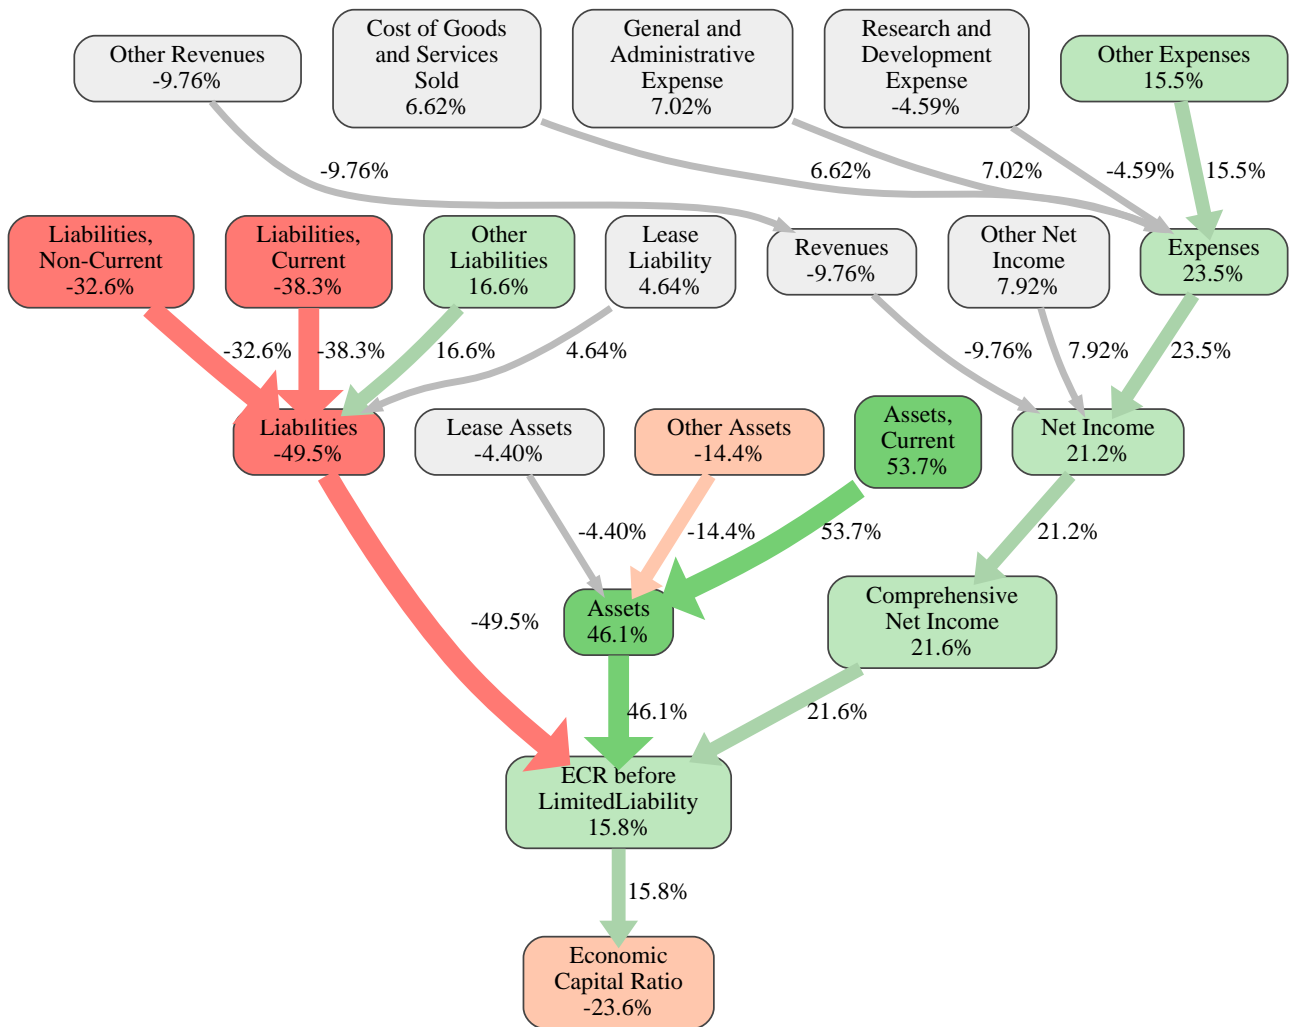 Other Revenues
-9.76%
Cost of Goods
and Services
Sold
6.62%
General and
Administrative
Expense
7.02%
Research and
Development
Expense
-4.59%
Other Expenses
15.5%
-9.76%
6.62%
7.02%
-4.59%
15.5%
Liabilities,
Non-Current
-32.6%
Liabilities,
Current
-38.3%
Other
Liabilities
16.6%
Lease
Liability
4.64%
Revenues
-9.76%
Other Net
Income
7.92%
Expenses
23.5%
-32.6%
-38.3%
16.6%
4.64%
-9.76%
7.92%
23.5%
Liabilities
-49.5%
Lease Assets
-4.40%
Other Assets
-14.4%
Assets,
Current
53.7%
Net Income
21.2%
-4.40%
-14.4%
53.7%
21.2%
-49.5%
Assets
46.1%
Comprehensive
Net Income
21.6%
46.1%
21.6%
ECR before
LimitedLiability
15.8%
15.8%
Economic
Capital Ratio
-23.6%